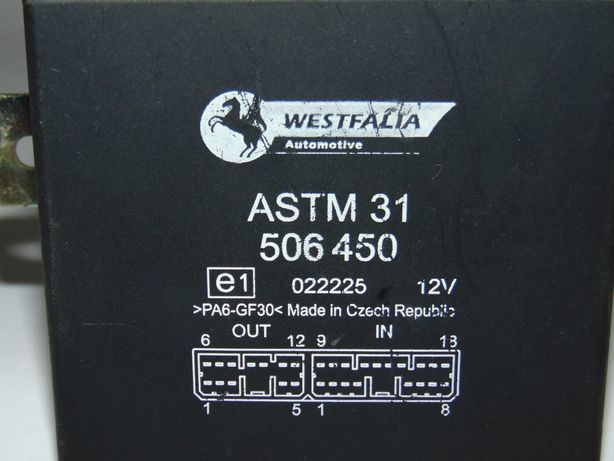 WESTFALIA
Automotive
ASTM 31
506 450
e1 022225 12V
>PA6-GF30< Made in Czech Republic
OUT IN
6 12 9 18
1 5 1 8